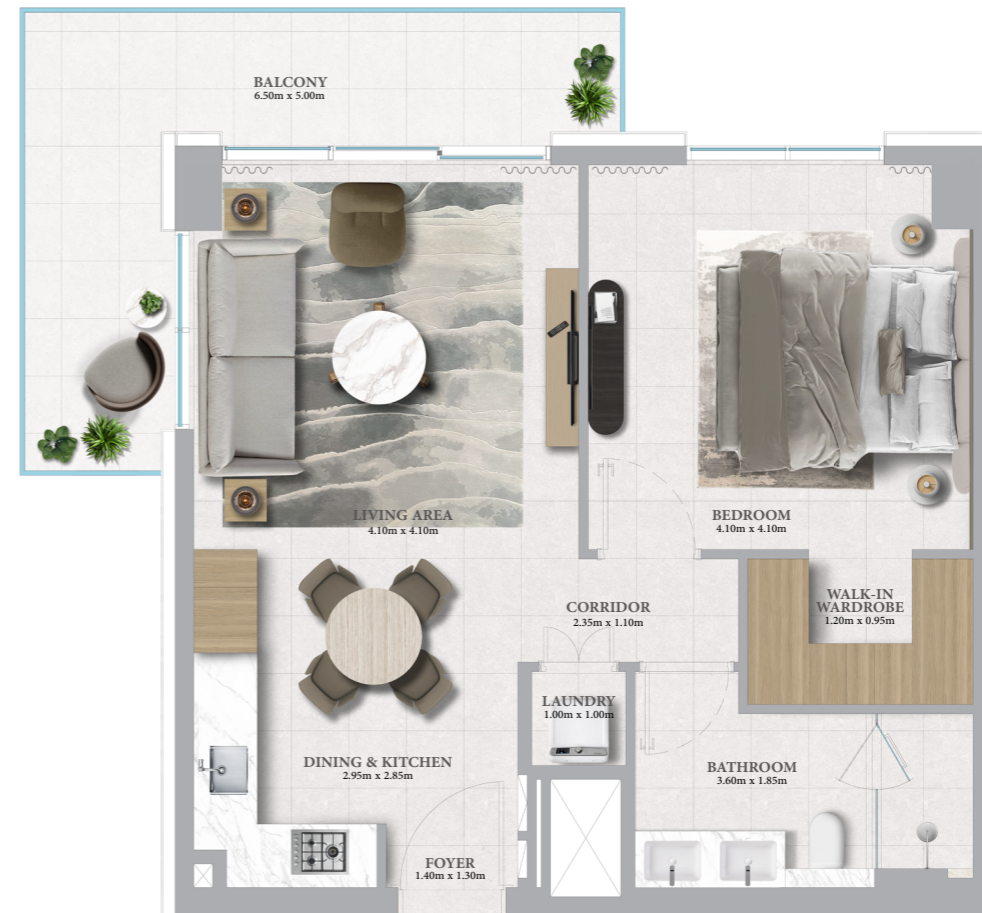 BALCONY
6.50m x 5.00m
LIVING AREA
4.10m x 4.10m
BEDROOM
4.10m x 4.10m
WALK-IN
WARDROBE
1.20m x 0.95m
CORRIDOR
2.35m x 1.10m
LAUNDRY
1.00m x 1.00m
DINING & KITCHEN
2.95m x 2.85m
BATHROOM
3.60m x 1.85m
FOYER
1.40m x 1.30m